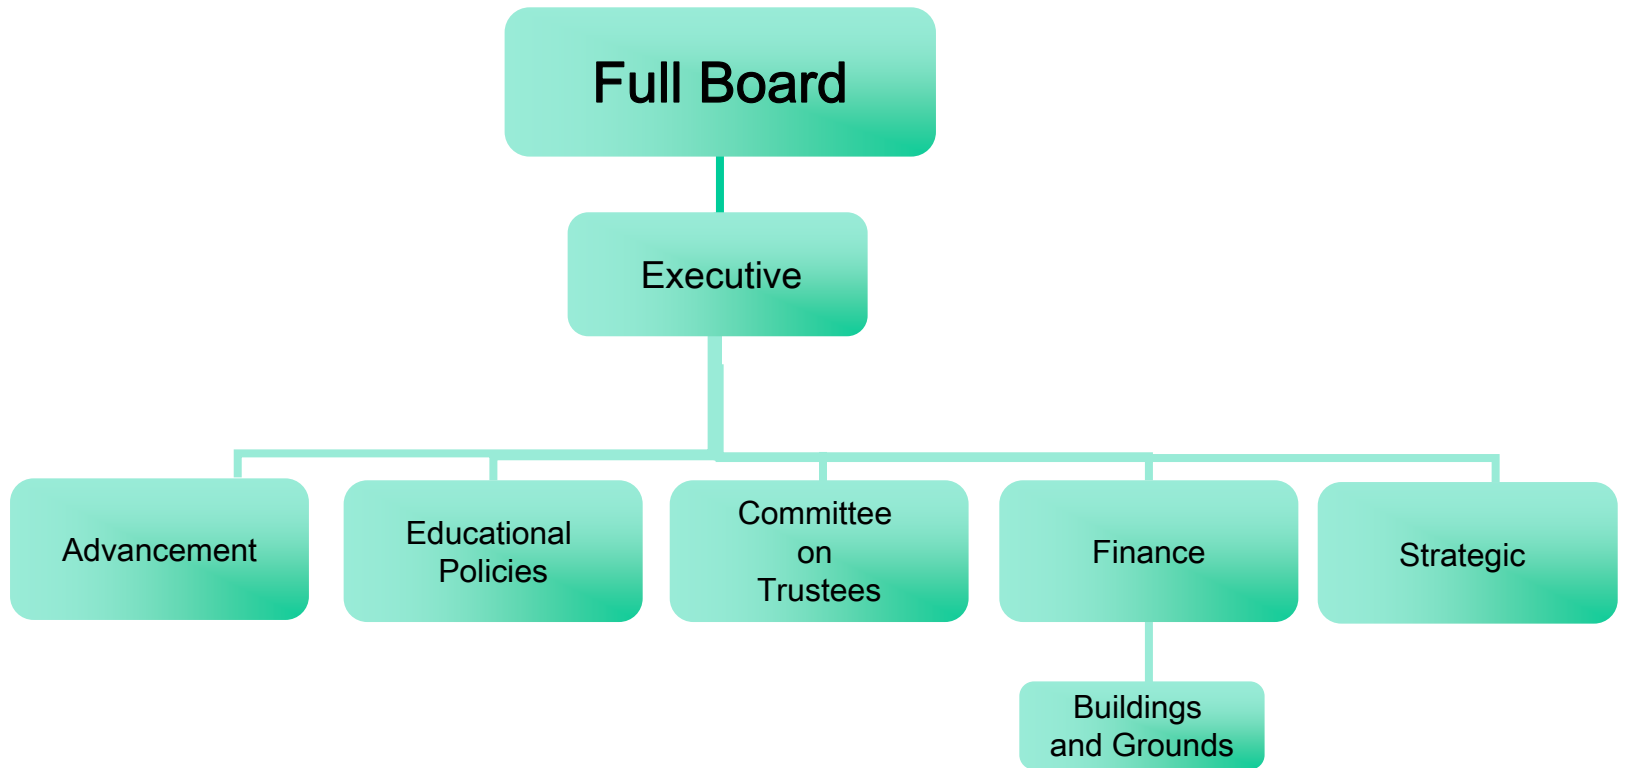 Full Board
Executive
Advancement
Educational
Policies
Committee
on
Trustees
Finance
Strategic
Buildings
and Grounds